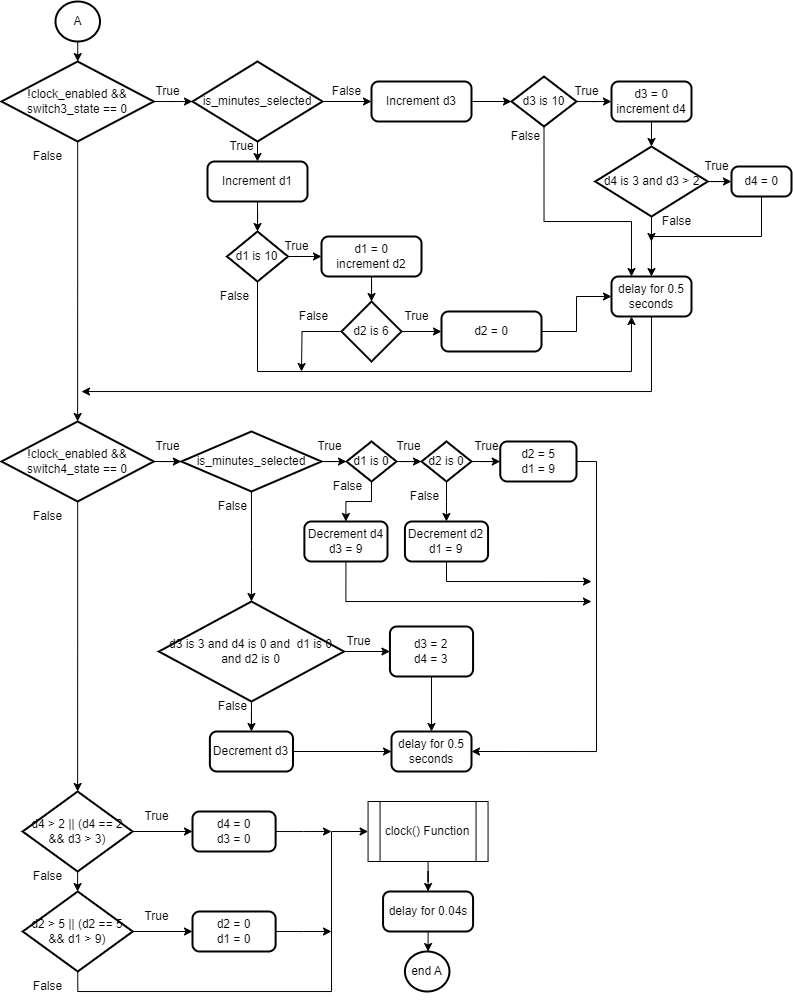 A
!clock_enabled &&
switch3_state == 0
True
is_minutes_selected
False
Increment d3
d3 is 10
True
d3 = 0
increment d4
False
True
False
True
d4 is 3 and d3 > 2
d4 = 0
Increment d1
False
d1 is 10
True
d1 = 0
increment d2
False
delay for 0.5
seconds
False
d2 is 6
True
d2 = 0
!clock_enabled &&
switch4_state == 0
True
is_minutes_selected
True
d1 is 0
True
d2 is 0
True
d2 = 5
d1 = 9
False
False
False
False
Decrement d4
d3 = 9
Decrement d2
d1 = 9
d3 is 3 and d4 is 0 and d1 is 0
and d2 is 0
True
d3 = 2
d4 = 3
False
Decrement d3
delay for 0.5
seconds
d4 > 2 || (d4 == 2
&& d3 > 3)
True
d4 = 0
d3 = 0
clock() Function
False
d2 > 5 || (d2 == 5
&& d1 > 9)
True
d2 = 0
d1 = 0
delay for 0.04s
False
end A